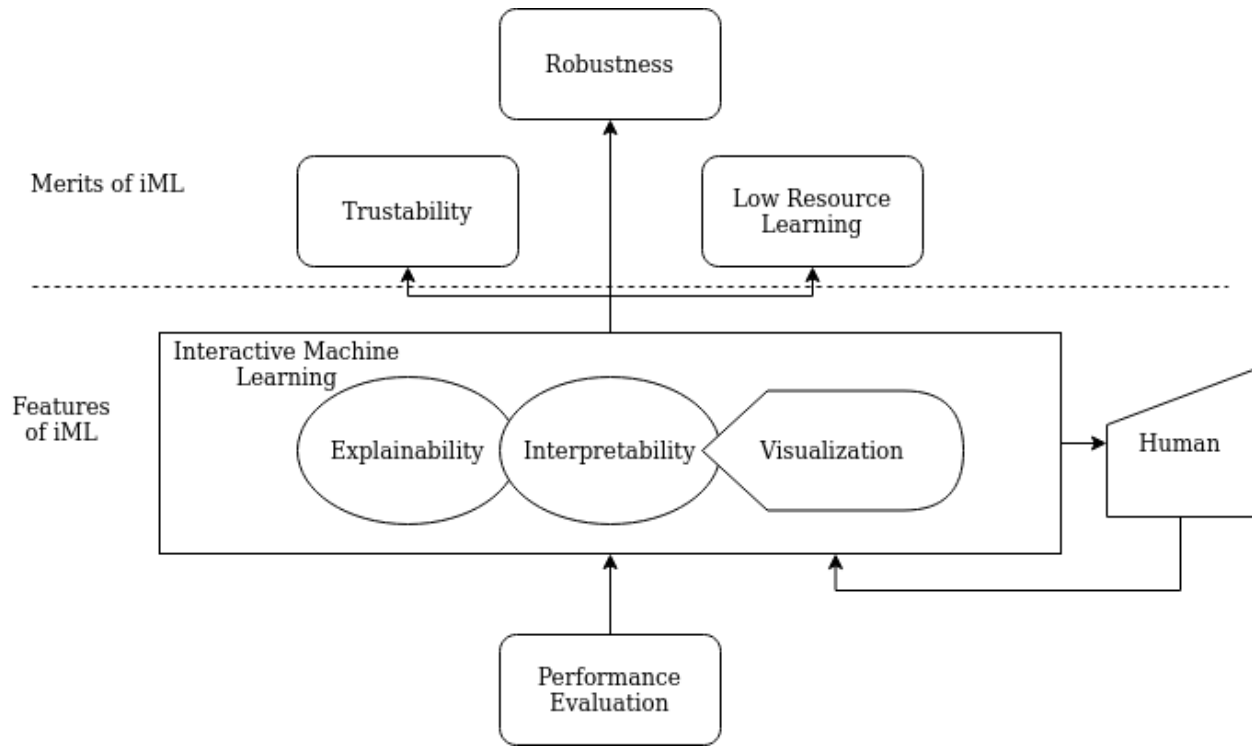 Robustness
Merits of iML
Trustability
Low Resource
Learning
Interactive Machine
Learning
Features
of iML
Explainability
Interpretability
Visualization
Human
Performance
Evaluation